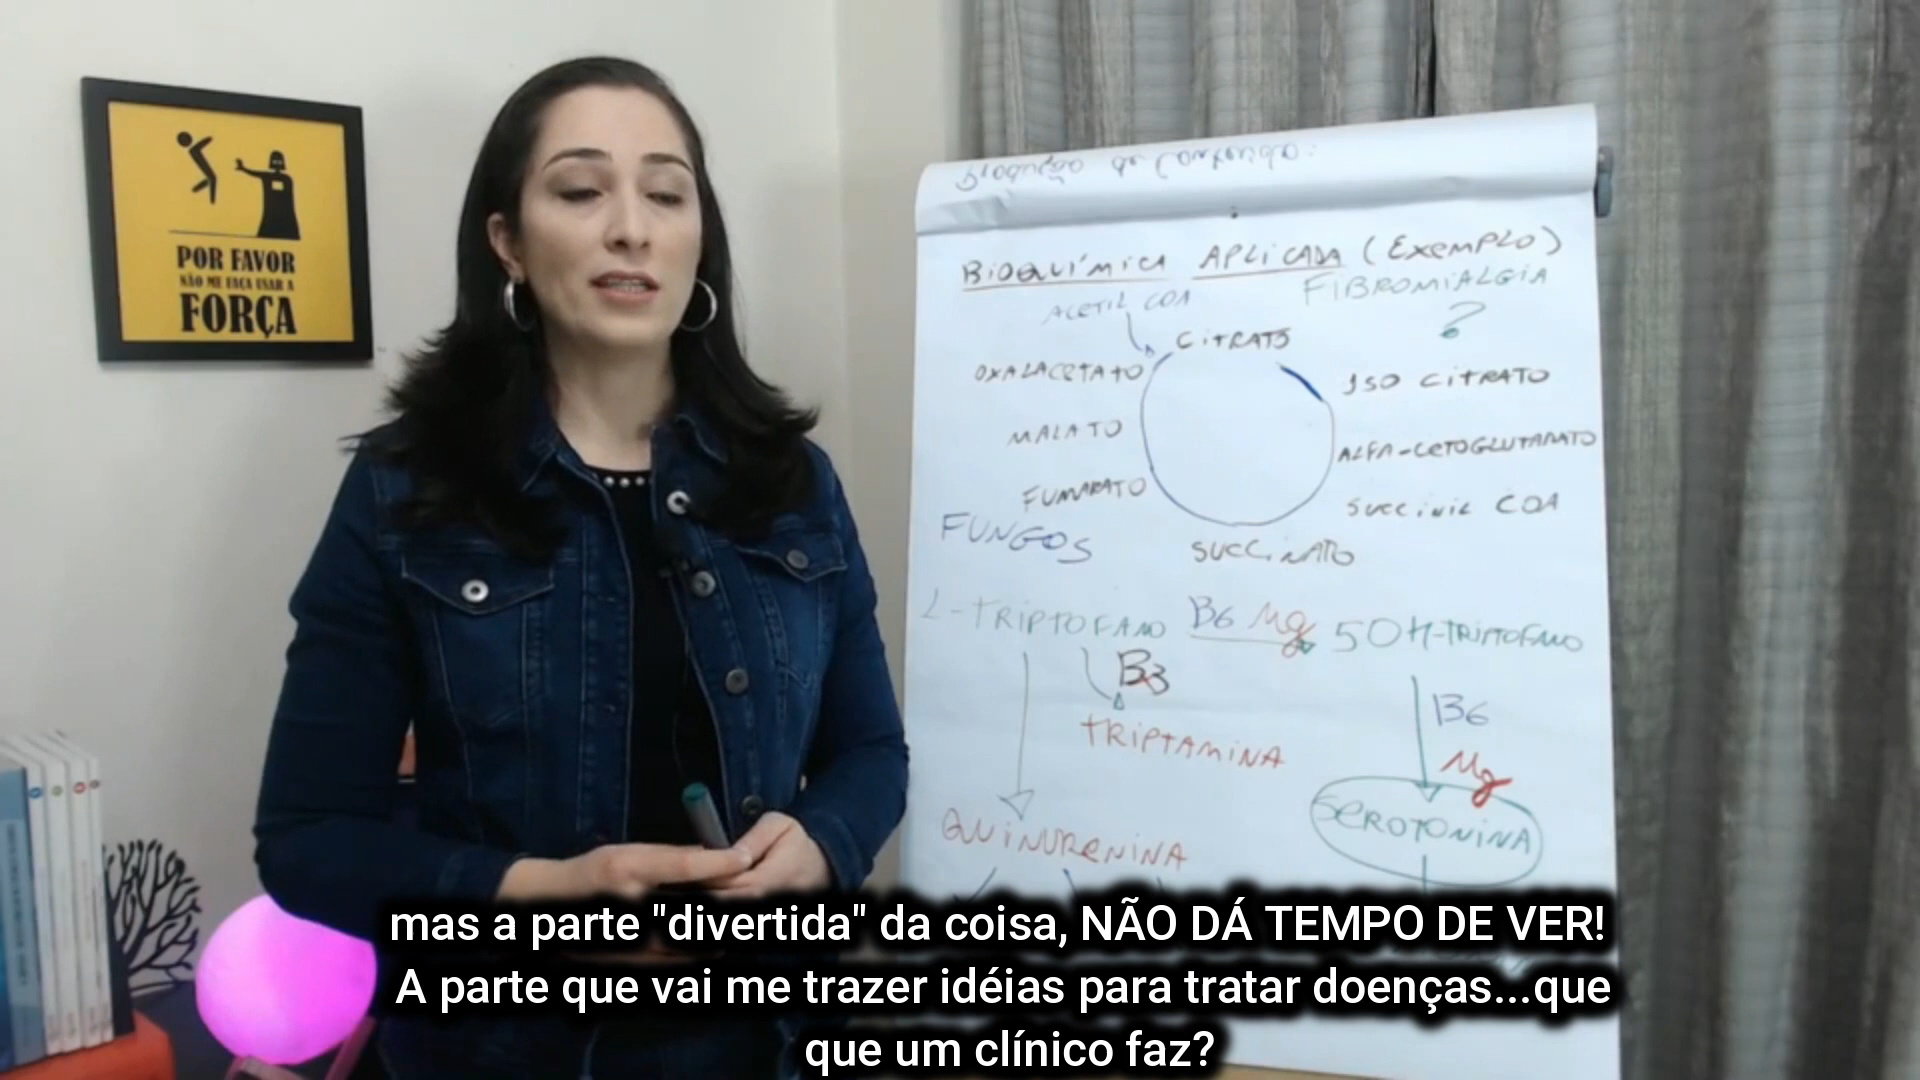 POR FAVOR
NÃO ME FAÇA USAR A
FORÇA
Produção de Conteúdo:
BIOQUÍMICA APLICADA (EXEMPLO)
FIBROMIALGIA
?
ACETIL COA
CITRATO
OXALACETATO
ISO CITRATO
MALATO
ALFA-CETOGLUTARATO
FUMARATO
SUCCINIL COA
FUNGOS
SUCCINATO
L-TRIPTOFANO B6 Mg 5OH-TRIPTOFANO
B3
TRIPTAMINA
B6
Mg
SEROTONINA
QUINURENINA
mas a parte "divertida" da coisa, NÃO DÁ TEMPO DE VER!
A parte que vai me trazer idéias para tratar doenças...que
que um clínico faz?